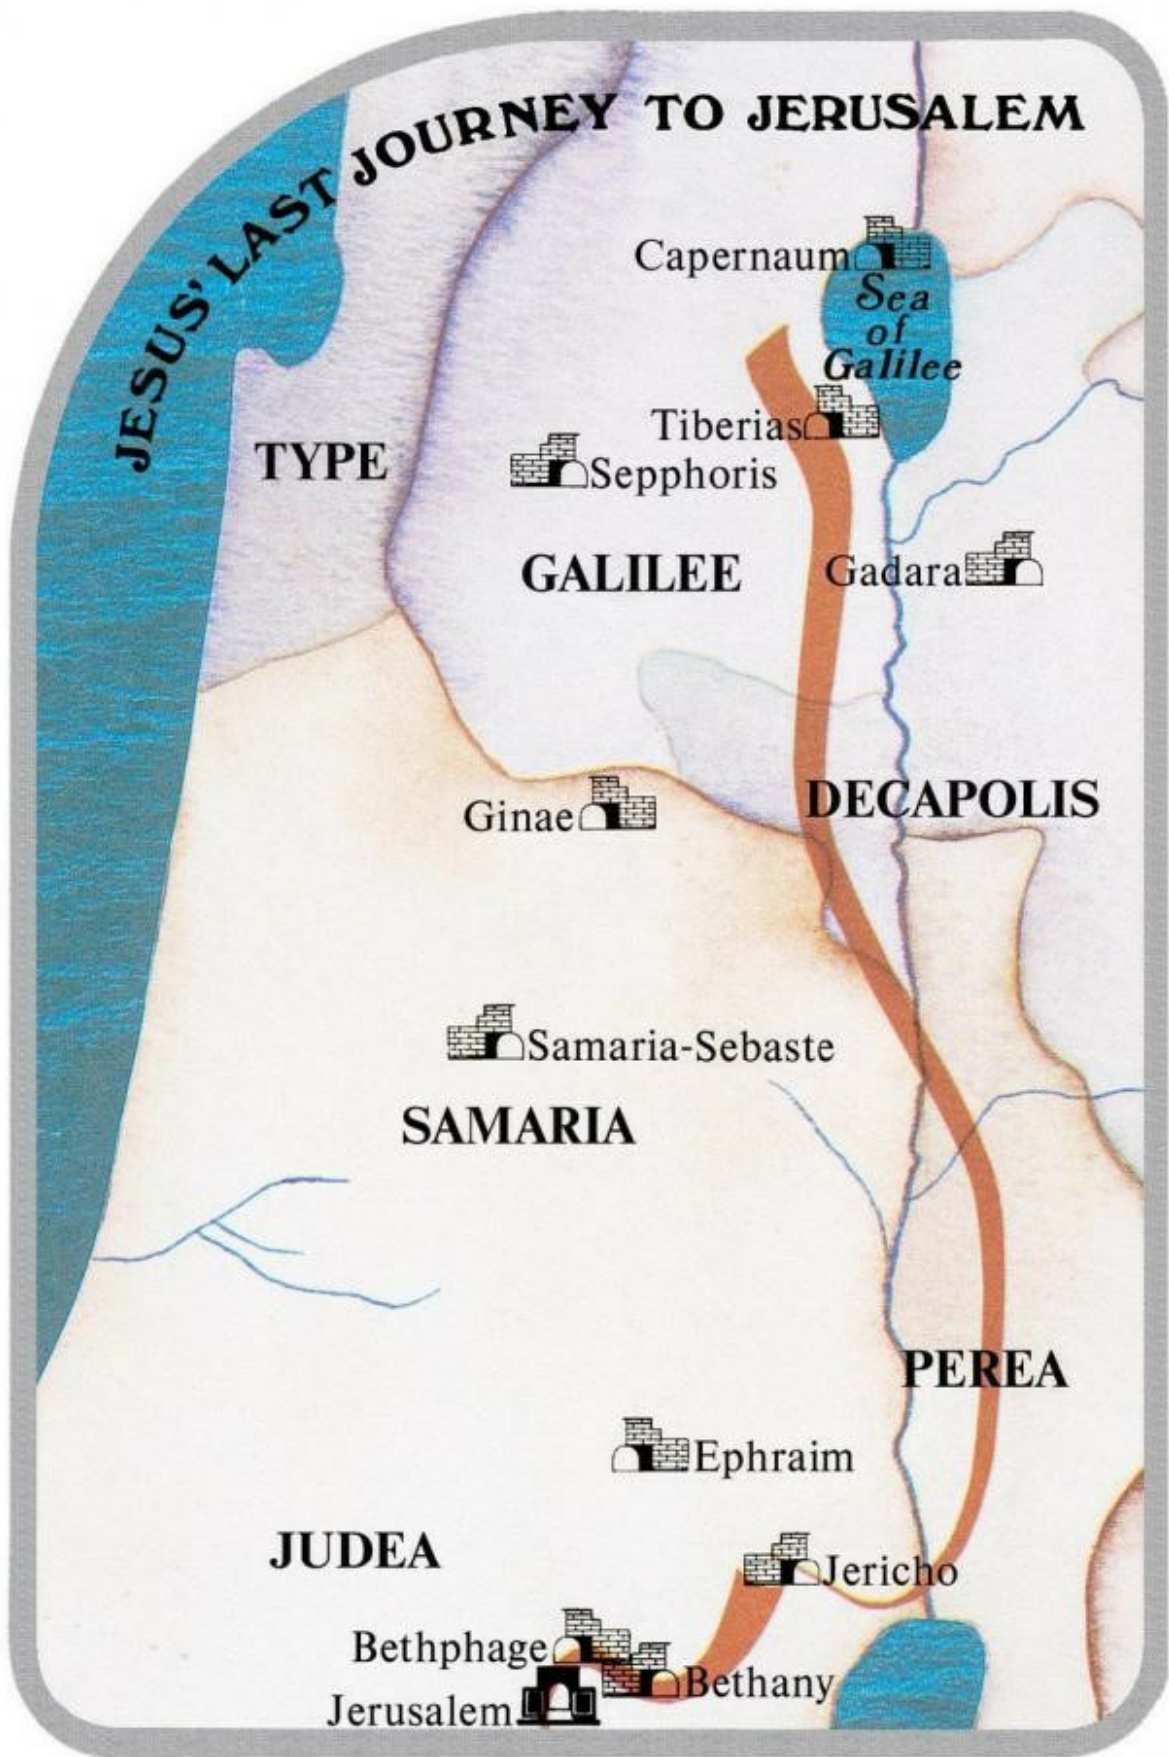 JESUS' LAST JOURNEY TO JERUSALEM
Capernaum
Sea
of
Galilee
Tiberias
TYPE
Sepphoris
GALILEE
Gadara
DECAPOLIS
Ginae
Samaria-Sebaste
SAMARIA
PEREA
Ephraim
JUDEA
Jericho
Bethphage
Bethany
Jerusalem